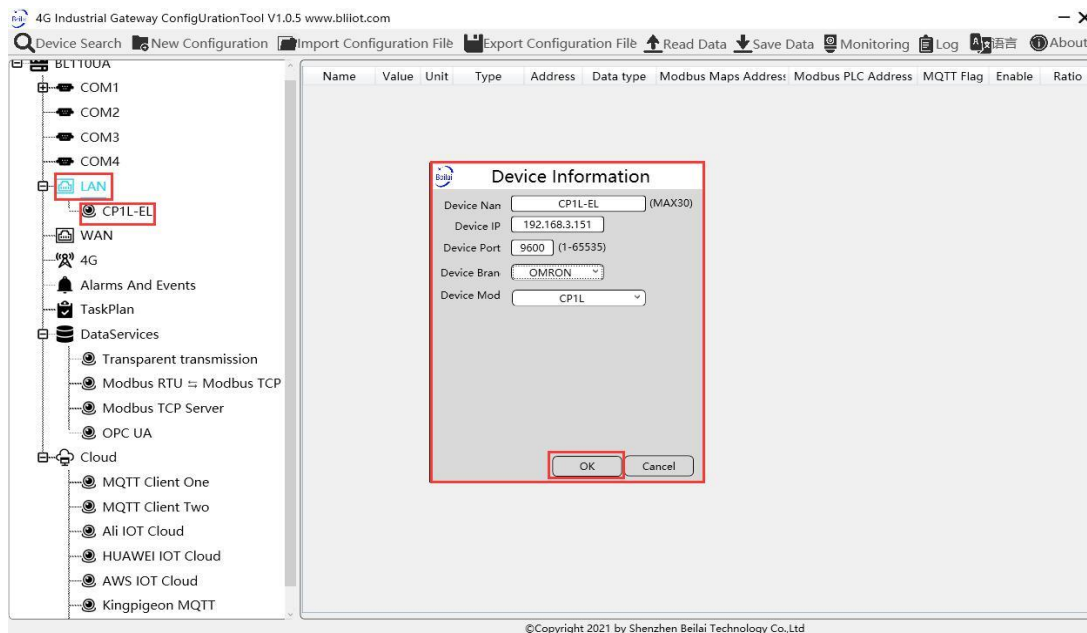 4G Industrial Gateway ConfigUrationTool V1.0.5 www.bliiot.com
Device Search New Configuration Import Configuration File Export Configuration File Read Data Save Data Monitoring Log 语言 About
BL110UA
COM1
COM2
COM3
COM4
LAN
CP1L-EL
WAN
4G
Alarms And Events
TaskPlan
DataServices
Transparent transmission
Modbus RTU ⇆ Modbus TCP
Modbus TCP Server
OPC UA
Cloud
MQTT Client One
MQTT Client Two
Ali IOT Cloud
HUAWEI IOT Cloud
AWS IOT Cloud
Kingpigeon MQTT
Name Value Unit Type Address Data type Modbus Maps Address Modbus PLC Address MQTT Flag Enable Ratio
Beilai Device Information
Device Nan CP1L-EL (MAX30)
Device IP 192.168.3.151
Device Port 9600 (1-65535)
Device Bran OMRON
Device Mod CP1L
OK Cancel
©Copyright 2021 by Shenzhen Beilai Technology Co.,Ltd